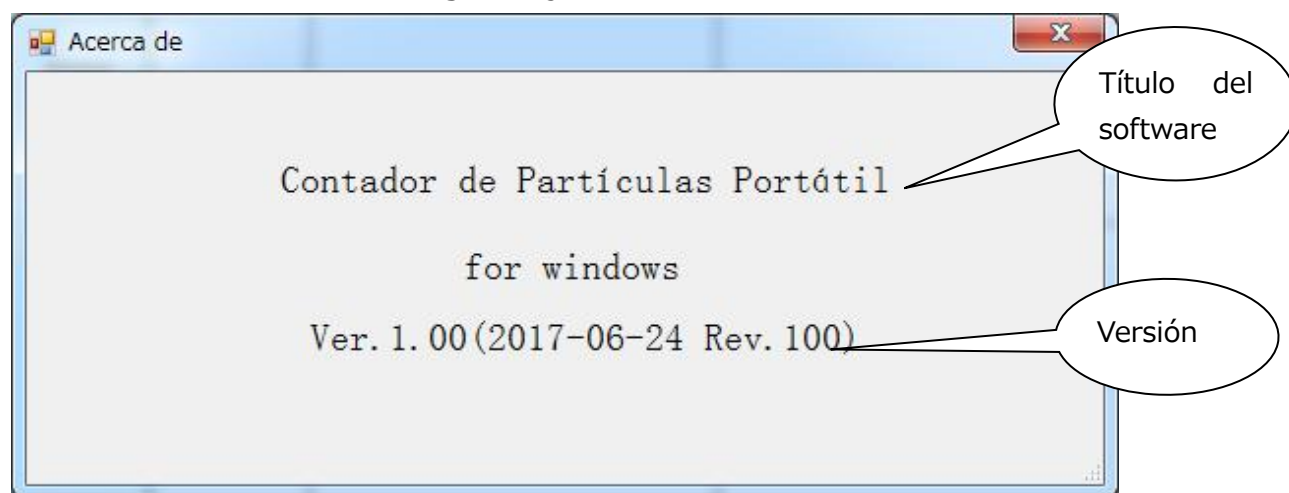 Acerca de
Título del
software
Contador de Partículas Portátil
for windows
Ver.1.00(2017-06-24 Rev.100)
Versión